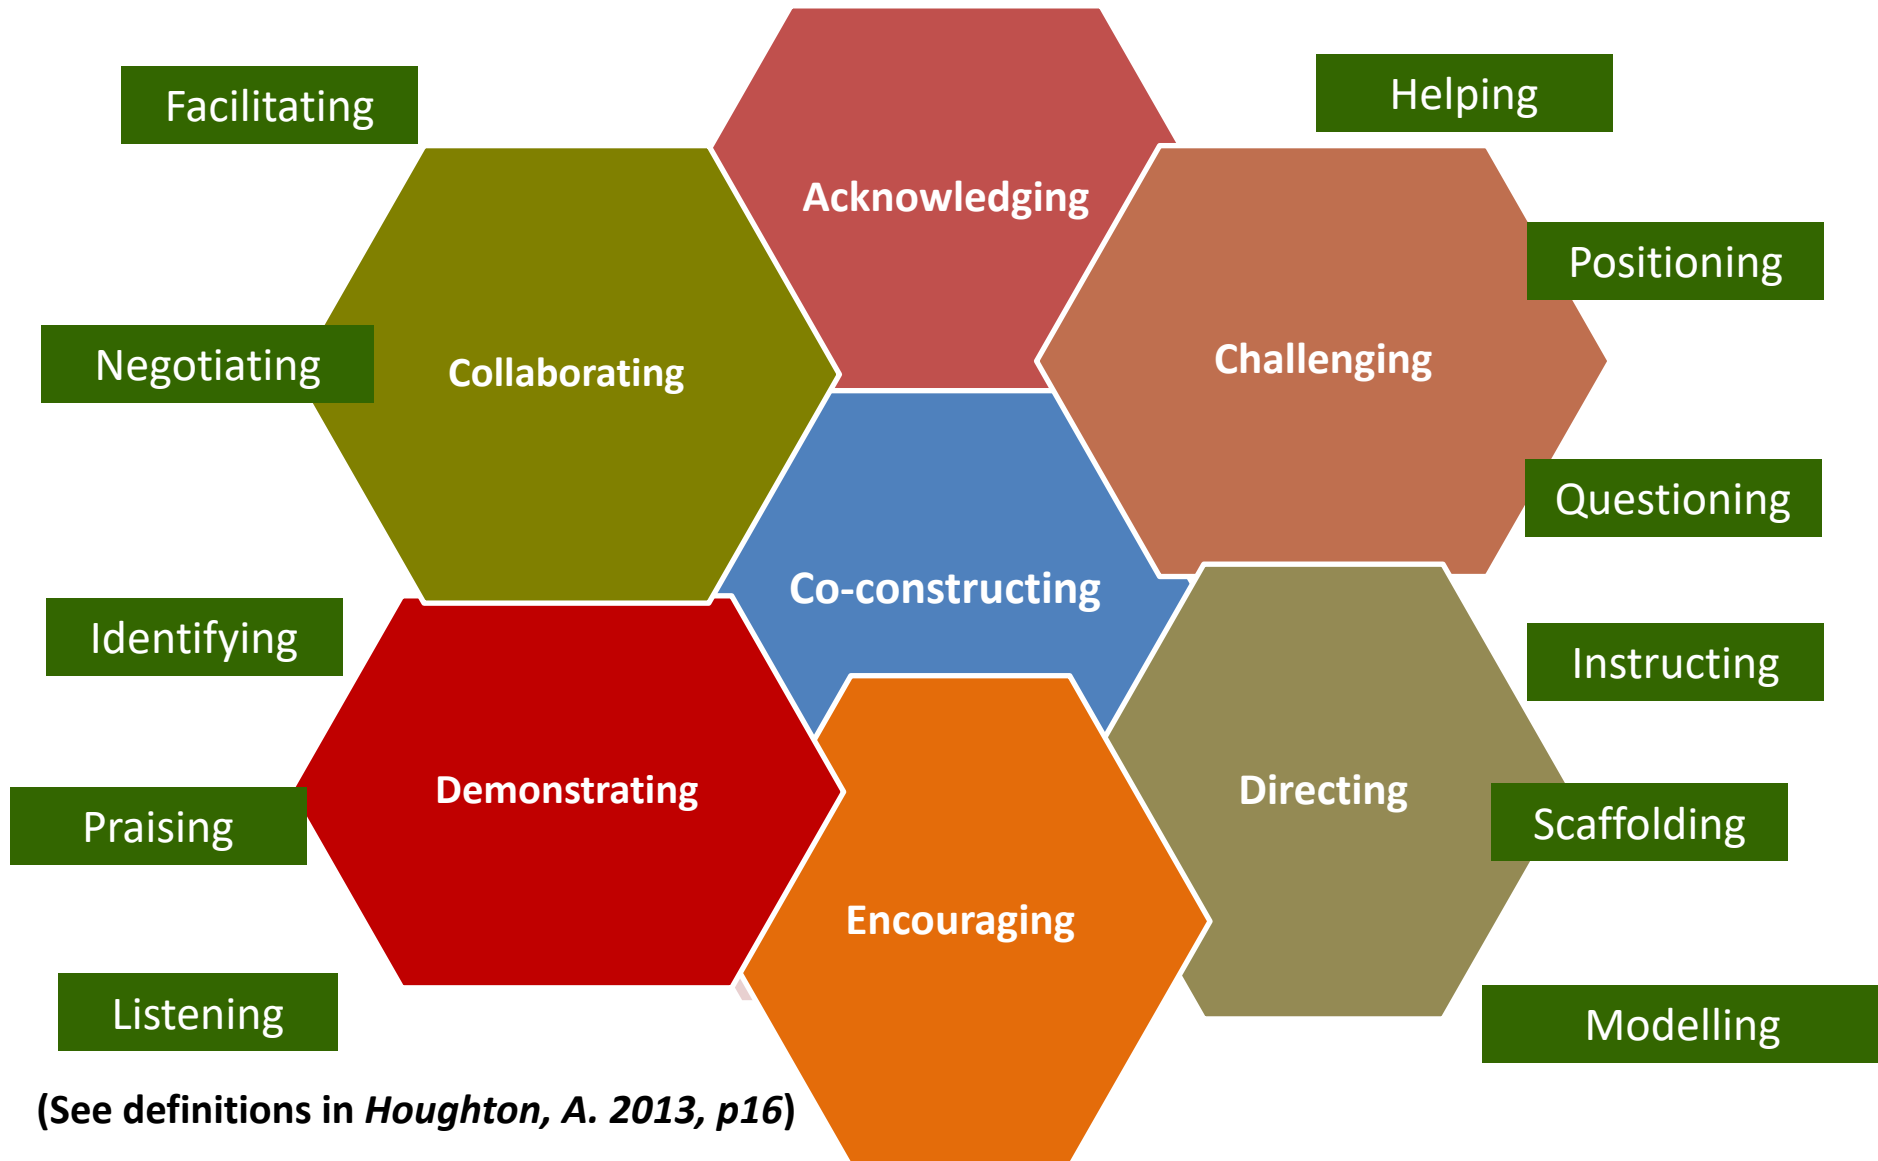 Facilitating
Helping
Acknowledging
Positioning
Negotiating
Collaborating
Challenging
Questioning
Co-constructing
Identifying
Instructing
Demonstrating
Directing
Praising
Scaffolding
Encouraging
Listening
Modelling
(See definitions in Houghton, A. 2013, p16)